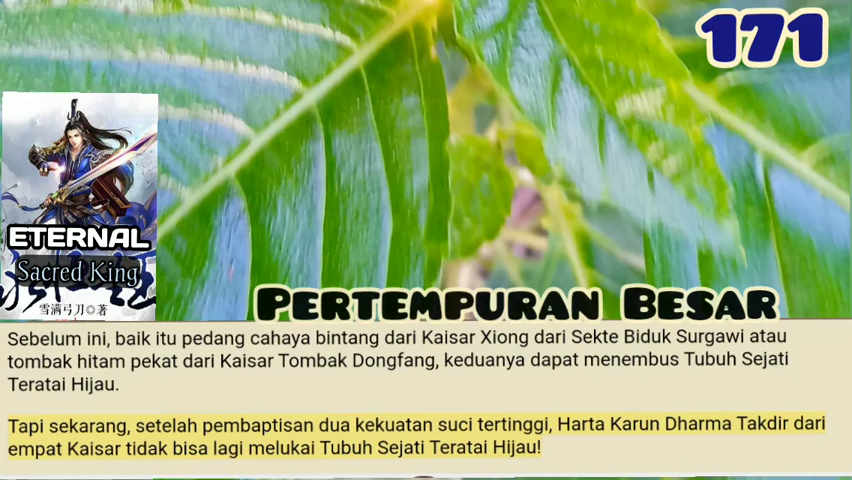 171
ETERNAL
Sacred King
雪满弓刀◎著
PERTEMPURAN BESAR
Sebelum ini, baik itu pedang cahaya bintang dari Kaisar Xiong dari Sekte Biduk Surgawi atau
tombak hitam pekat dari Kaisar Tombak Dongfang, keduanya dapat menembus Tubuh Sejati
Teratai Hijau.
Tapi sekarang, setelah pembaptisan dua kekuatan suci tertinggi, Harta Karun Dharma Takdir dari
empat Kaisar tidak bisa lagi melukai Tubuh Sejati Teratai Hijau!